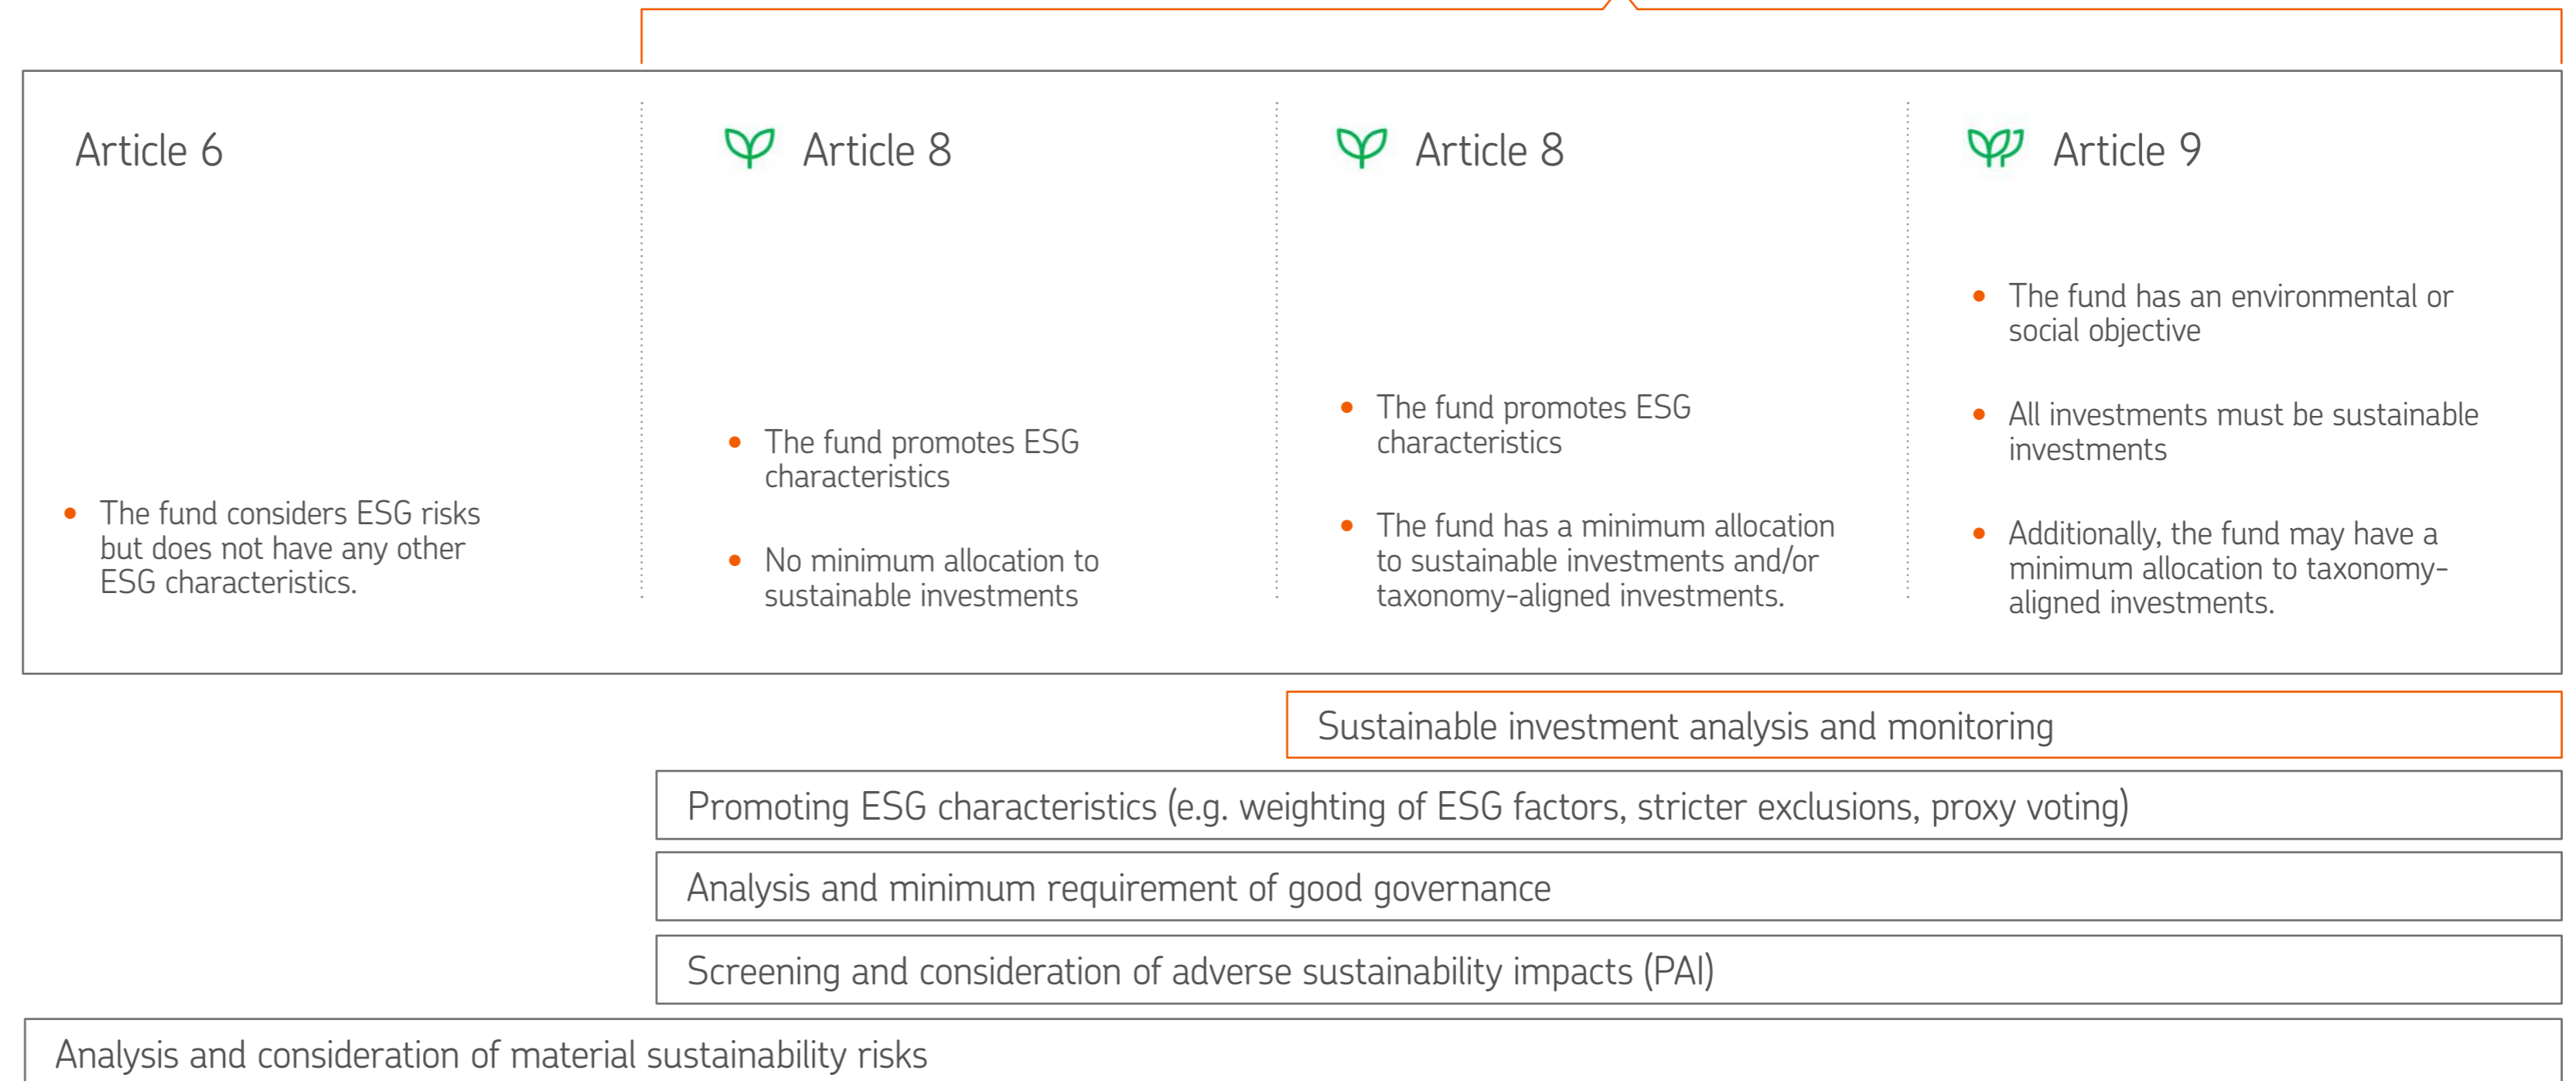 Article 6
The fund considers ESG risks
but does not have any other
ESG characteristics.
Article 8
The fund promotes ESG
characteristics
No minimum allocation to
sustainable investments
Article 8
The fund promotes ESG
characteristics
The fund has a minimum allocation
to sustainable investments and/or
taxonomy-aligned investments.
Article 9
The fund has an environmental or
social objective
All investments must be sustainable
investments
Additionally, the fund may have a
minimum allocation to taxonomy-
aligned investments.
Sustainable investment analysis and monitoring
Promoting ESG characteristics (e.g. weighting of ESG factors, stricter exclusions, proxy voting)
Analysis and minimum requirement of good governance
Screening and consideration of adverse sustainability impacts (PAI)
Analysis and consideration of material sustainability risks